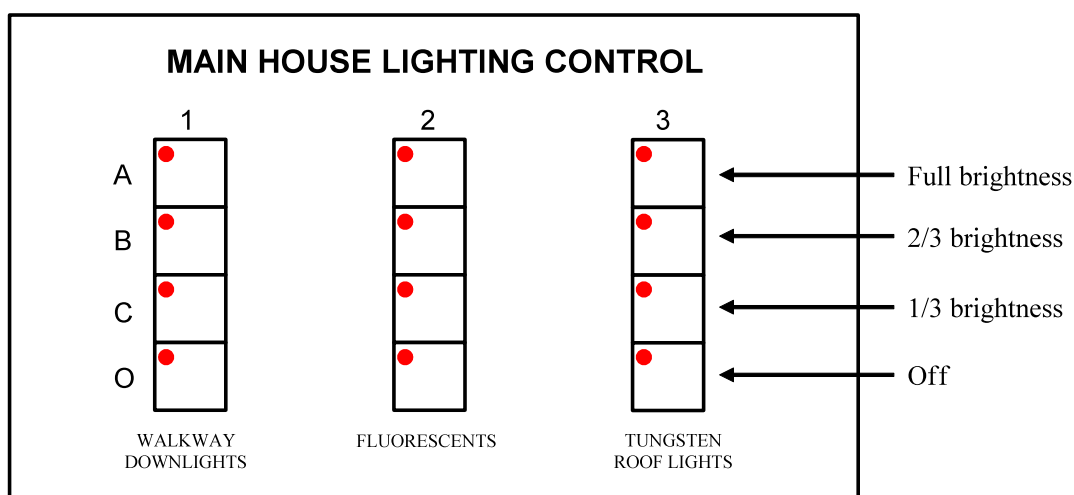 MAIN HOUSE LIGHTING CONTROL
1 2 3
A Full brightness
B 2/3 brightness
C 1/3 brightness
O Off
WALKWAY FLUORESCENTS TUNGSTEN
DOWNLIGHTS ROOF LIGHTS